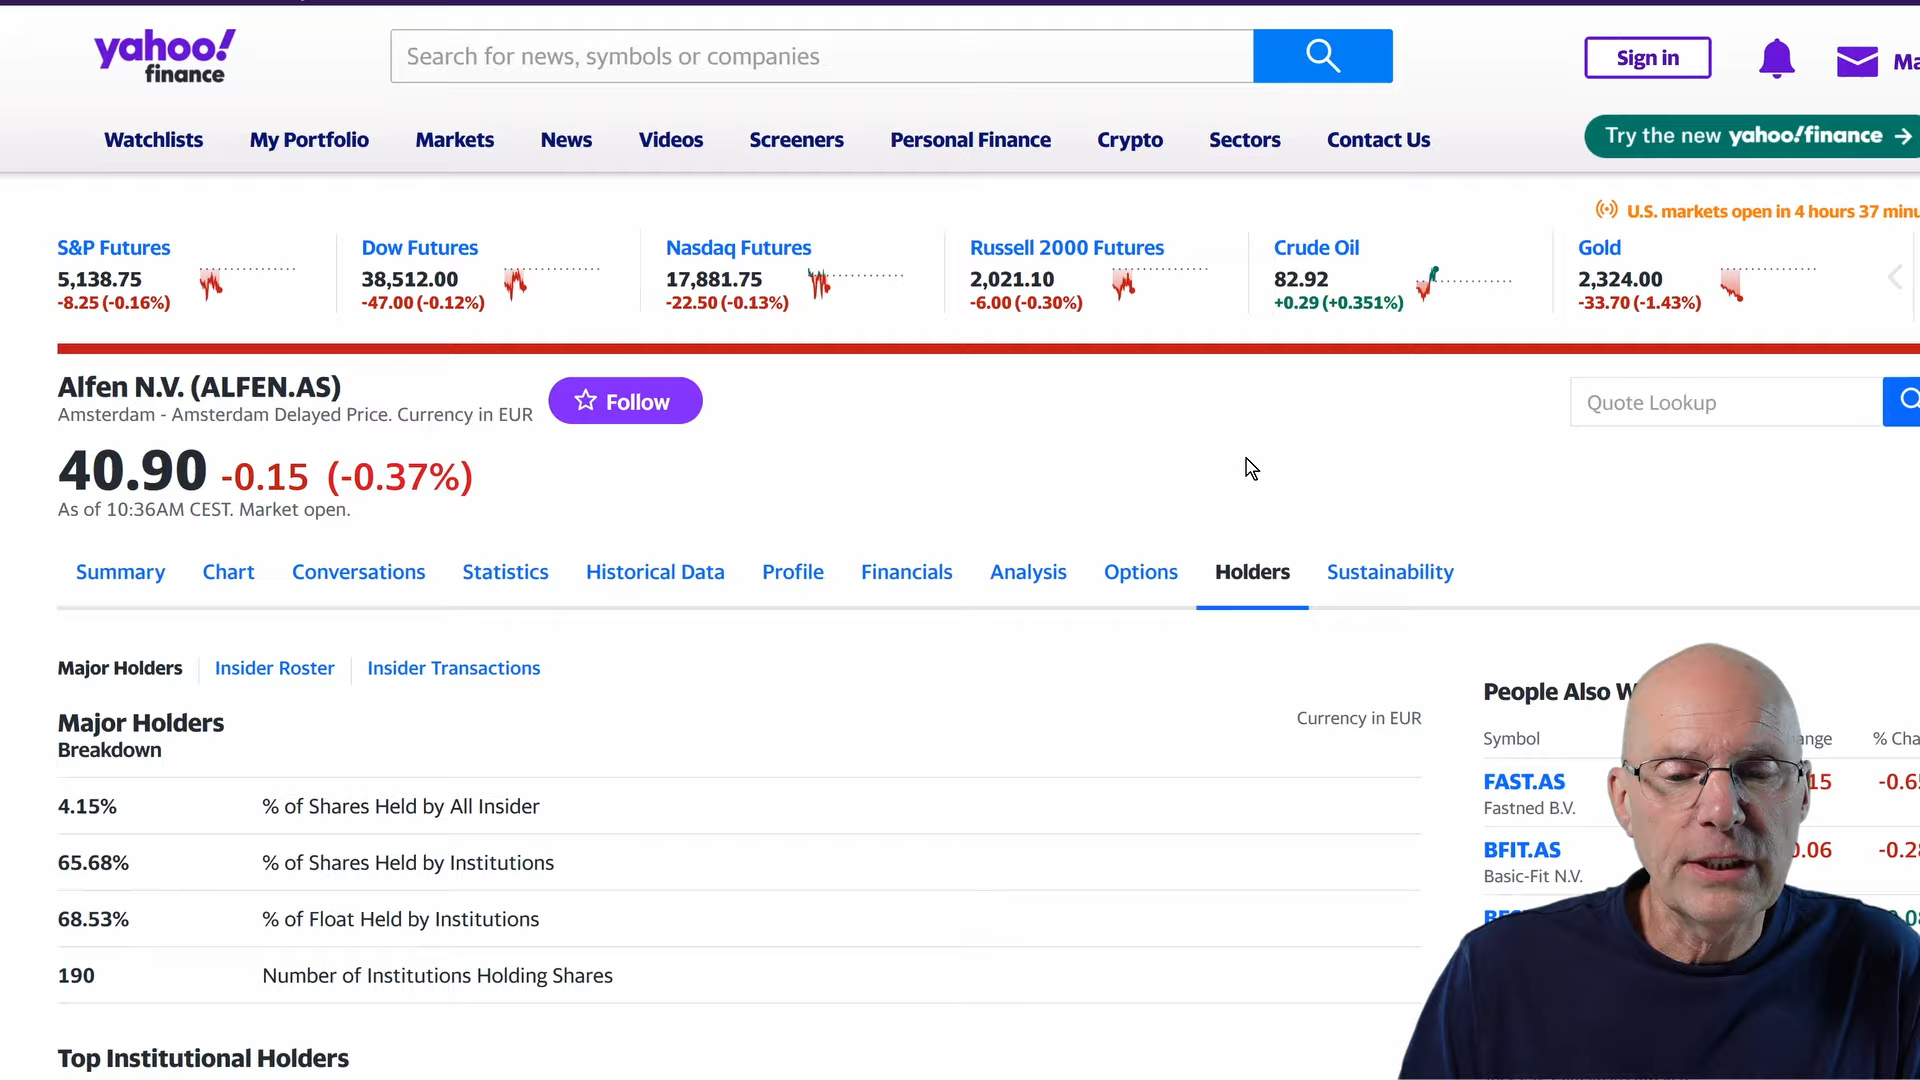 yahoo!
finance
Search for news, symbols or companies
Sign in
Watchlists My Portfolio Markets News Videos Screeners Personal Finance Crypto Sectors Contact Us
Try the new yahoo!finance →
U.S. markets open in 4 hours 37
S&P Futures
5,138.75
-8.25 (-0.16%)
Dow Futures
38,512.00
-47.00 (-0.12%)
Nasdaq Futures
17,881.75
-22.50 (-0.13%)
Russell 2000 Futures
2,021.10
-6.00 (-0.30%)
Crude Oil
82.92
+0.29 (+0.351%)
Gold
2,324.00
-33.70 (-1.43%)
Alfen N.V. (ALFEN.AS)
Amsterdam - Amsterdam Delayed Price. Currency in EUR
Follow
Quote Lookup
40.90 -0.15 (-0.37%)
As of 10:36AM CEST. Market open.
Summary Chart Conversations Statistics Historical Data Profile Financials Analysis Options Holders Sustainability
Major Holders Insider Roster Insider Transactions
Major Holders
Breakdown
Currency in EUR
4.15% % of Shares Held by All Insider
65.68% % of Shares Held by Institutions
68.53% % of Float Held by Institutions
190 Number of Institutions Holding Shares
Top Institutional Holders
People Also
Symbol %
FAST.AS
Fastned B.V.
BFIT.AS
Basic-Fit N.V.